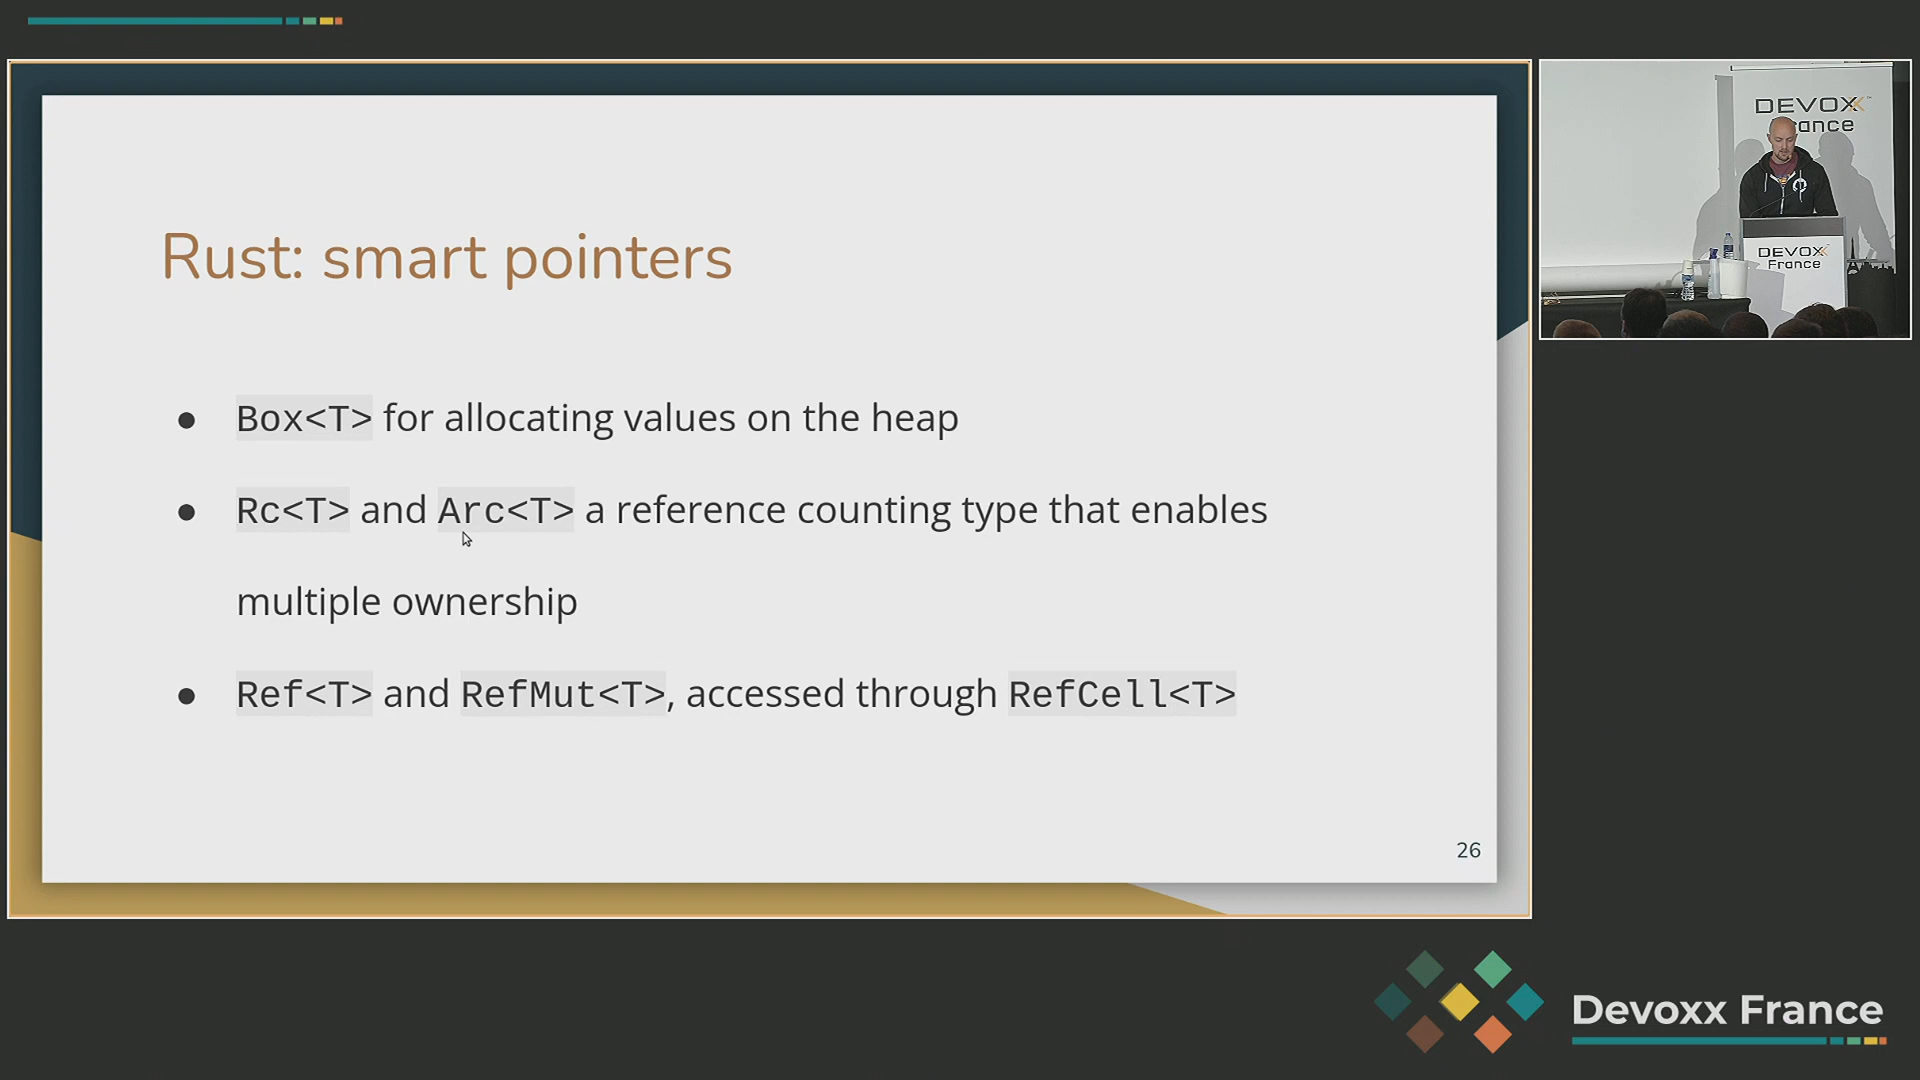 Rust: smart pointers
● Box<T> for allocating values on the heap
● Rc<T> and Arc<T> a reference counting type that enables
multiple ownership
● Ref<T> and RefMut<T>, accessed through RefCell<T>
26
DEVOXX
France
DEVOXX
France
Devoxx France